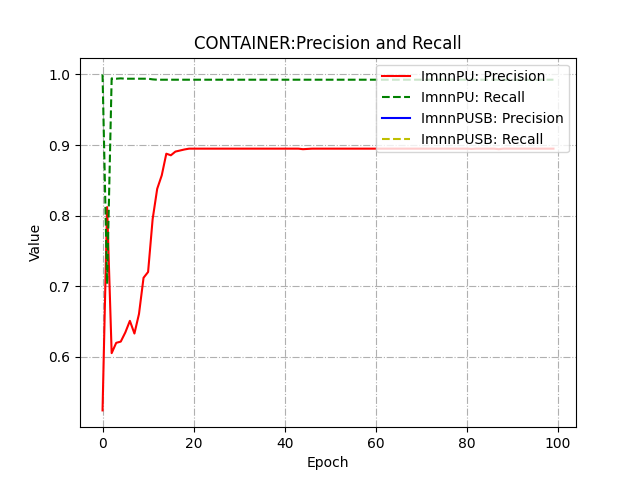 CONTAINER:Precision and Recall
1.0
0.9
0.8
0.7
0.6
Value
0
20
40
60
80
100
Epoch
ImnnPU: Precision
ImnnPU: Recall
ImnnPUSB: Precision
ImnnPUSB: Recall